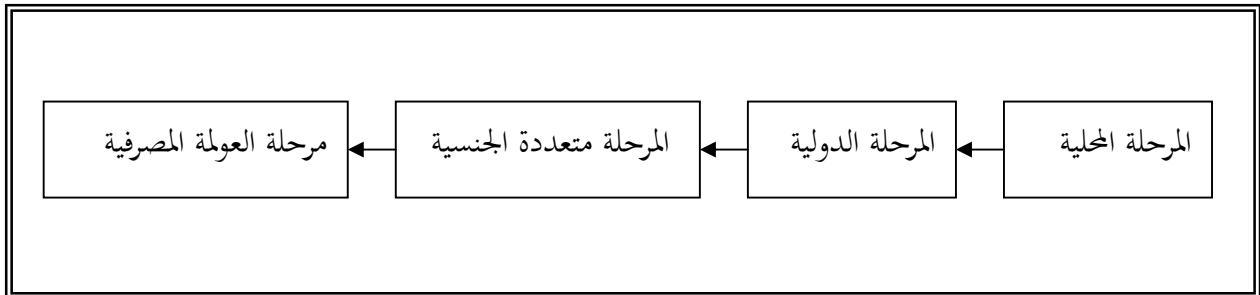 المرحلة المحلية
المرحلة الدولية
المرحلة متعددة الجنسية
مرحلة العولمة المصرفية